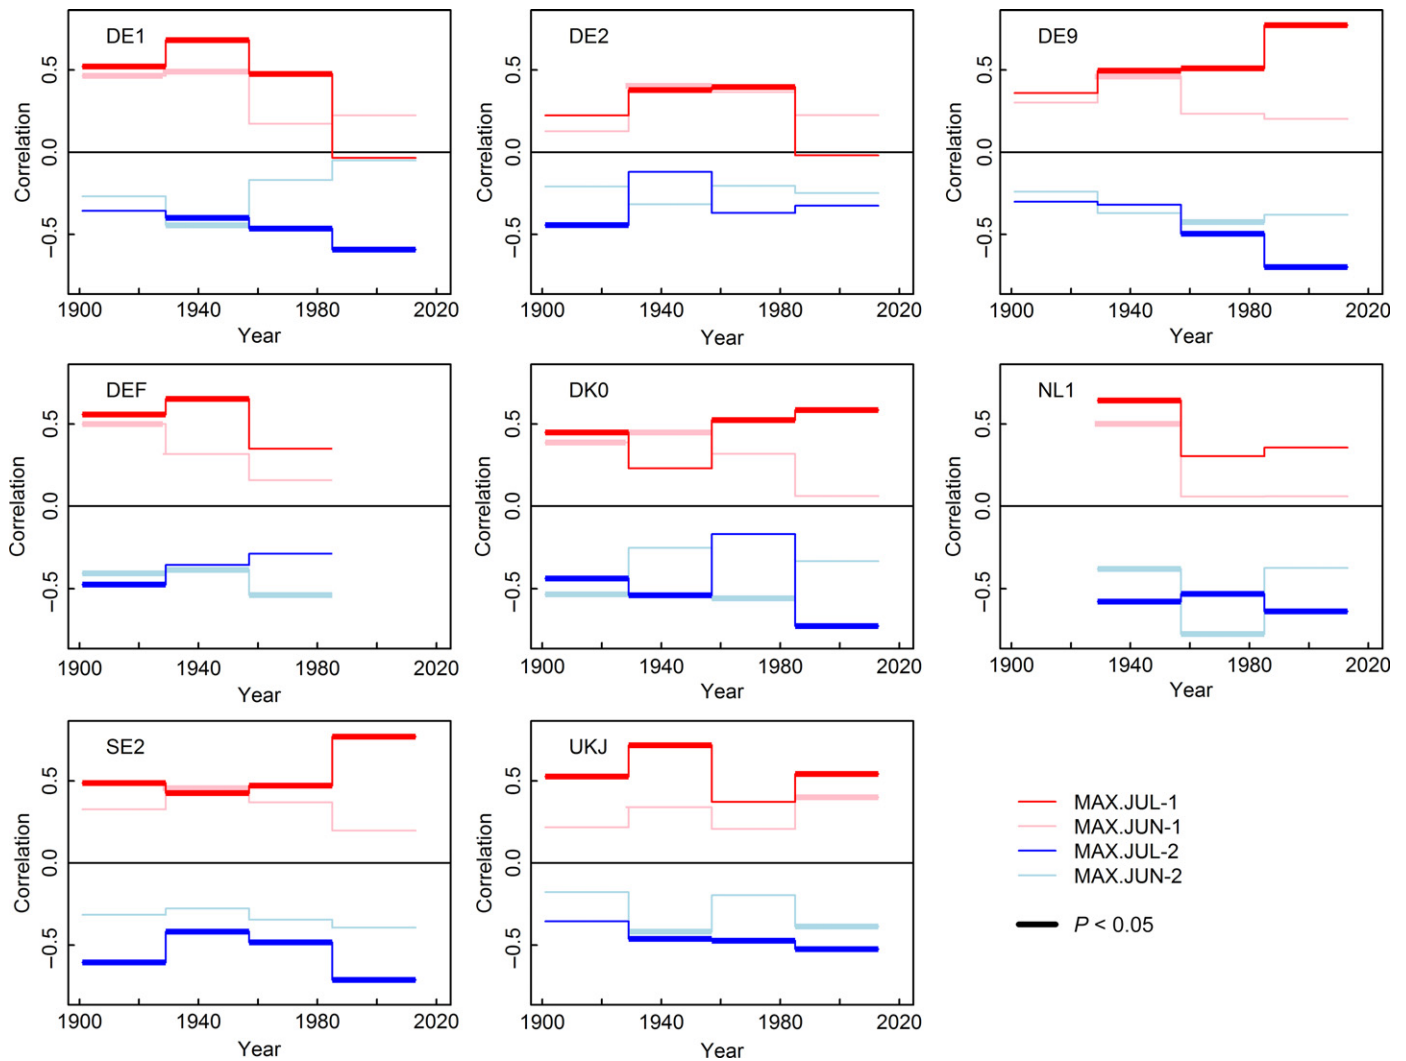 DE1
Correlation
0.5
0.0
−0.5
1900
1940
1980
2020
Year
DE2
Correlation
0.5
0.0
−0.5
1900
1940
1980
2020
Year
DE9
Correlation
0.5
0.0
−0.5
1900
1940
1980
2020
Year
DEF
Correlation
0.5
0.0
−0.5
1900
1940
1980
2020
Year
DK0
Correlation
0.5
0.0
−0.5
1900
1940
1980
2020
Year
NL1
Correlation
0.5
0.0
−0.5
1900
1940
1980
2020
Year
SE2
Correlation
0.5
0.0
−0.5
1900
1940
1980
2020
Year
UKJ
Correlation
0.5
0.0
−0.5
1900
1940
1980
2020
Year
MAX.JUL-1
MAX.JUN-1
MAX.JUL-2
MAX.JUN-2
P < 0.05